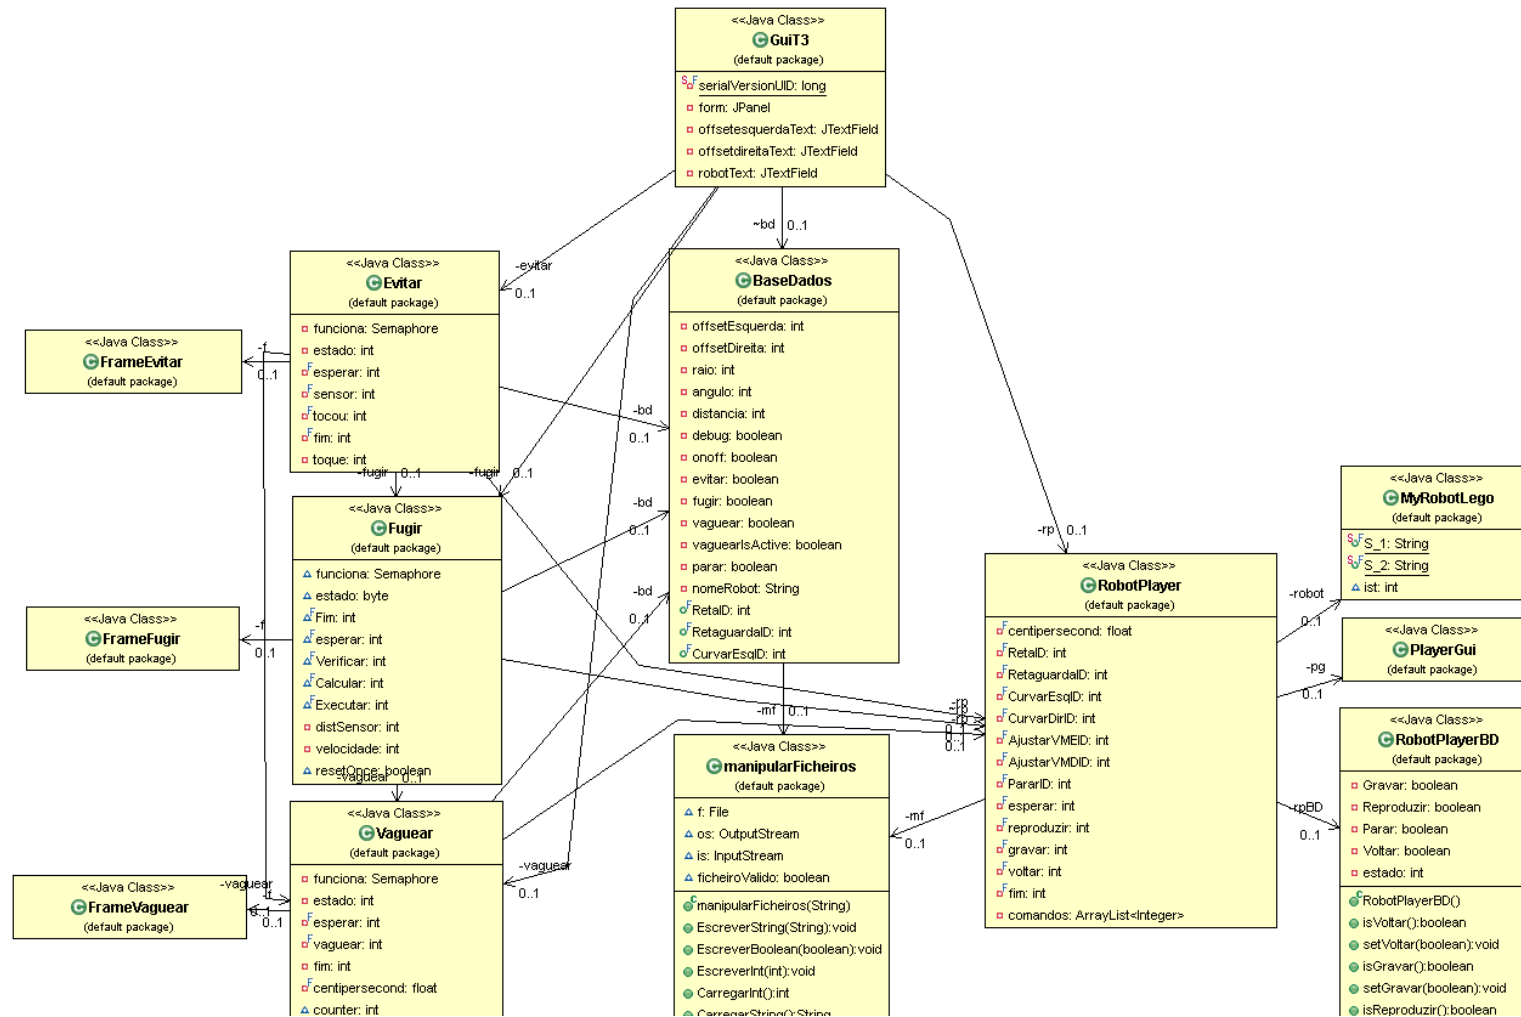 <<Java Class>>
GuiT3
(default package)
serialVersionUID: long
form: JPanel
offsetesquerdaText: JTextField
offsetdireitaText: JTextField
robotText: JTextField
~bd
0..1
-evitar
0..1
<<Java Class>>
Evitar
(default package)
funciona: Semaphore
estado: int
esperar: int
sensor: int
tocou: int
fim: int
toque: int
<<Java Class>>
BaseDados
(default package)
offsetEsquerda: int
offsetDireita: int
raio: int
angulo: int
distancia: int
debug: boolean
onoff: boolean
evitar: boolean
fugir: boolean
vaguear: boolean
vaguearIsActive: boolean
parar: boolean
nomeRobot: String
RetaID: int
RetaguardaID: int
CurvarEsqID: int
<<Java Class>>
FrameEvitar
(default package)
-f
0..1
-bd
0..1
-fugir
0..1
-fugir
0..1
<<Java Class>>
Fugir
(default package)
funciona: Semaphore
estado: byte
Fim: int
esperar: int
Verificar: int
Calcular: int
Executar: int
distSensor: int
velocidade: int
resetOnce: boolean
-bd
0..1
-bd
0..1
<<Java Class>>
FrameFugir
(default package)
-f
0..1
-rp
0..1
<<Java Class>>
RobotPlayer
(default package)
centipersecond: float
RetaID: int
RetaguardaID: int
CurvarEsqID: int
CurvarDirID: int
AjustarVMEID: int
AjustarVMDID: int
PararID: int
esperar: int
reproduzir: int
gravar: int
voltar: int
fim: int
comandos: ArrayList<Integer>
<<Java Class>>
MyRobotLego
(default package)
S_1: String
S_2: String
ist: int
-robot
0..1
<<Java Class>>
PlayerGui
(default package)
-pg
0..1
<<Java Class>>
RobotPlayerBD
(default package)
Gravar: boolean
Reproduzir: boolean
Parar: boolean
Voltar: boolean
estado: int
RobotPlayerBD()
isVoltar():boolean
setVoltar(boolean):void
isGravar():boolean
setGravar(boolean):void
isReproduzir():boolean
-rpBD
0..1
-rp
-rp
0..1
0..1
-mf
0..1
<<Java Class>>
manipularFicheiros
(default package)
f: File
os: OutputStream
is: InputStream
ficheiroValido: boolean
manipularFicheiros(String)
EscreverString(String):void
EscreverBoolean(boolean):void
EscreverInt(int):void
CarregarInt():int
CarregarString():String
-mf
0..1
-vaguear
0..1
<<Java Class>>
Vaguear
(default package)
funciona: Semaphore
estado: int
esperar: int
vaguear: int
fim: int
centipersecond: float
counter: int
-vaguear
0..1
-vaguear
-f
0..1
<<Java Class>>
FrameVaguear
(default package)